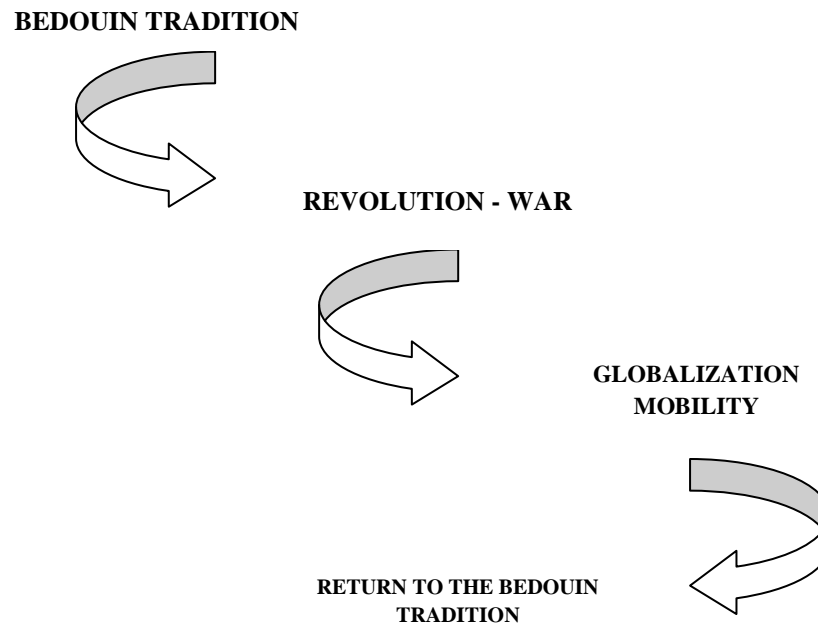 BEDOUIN TRADITION
REVOLUTION - WAR
GLOBALIZATION
MOBILITY
RETURN TO THE BEDOUIN
TRADITION